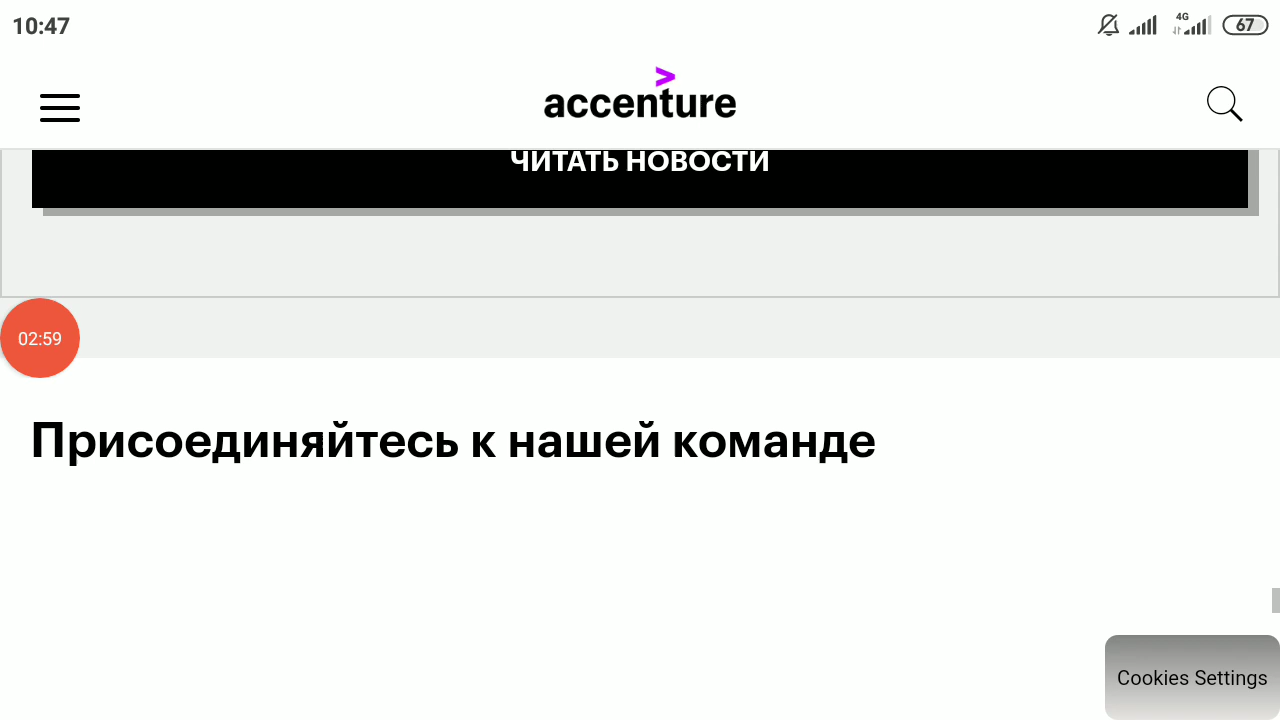 10:47
4G
67
>
accenture
ЧИТАТЬ НОВОСТИ
02:59
Присоединяйтесь к нашей команде
Cookies Settings